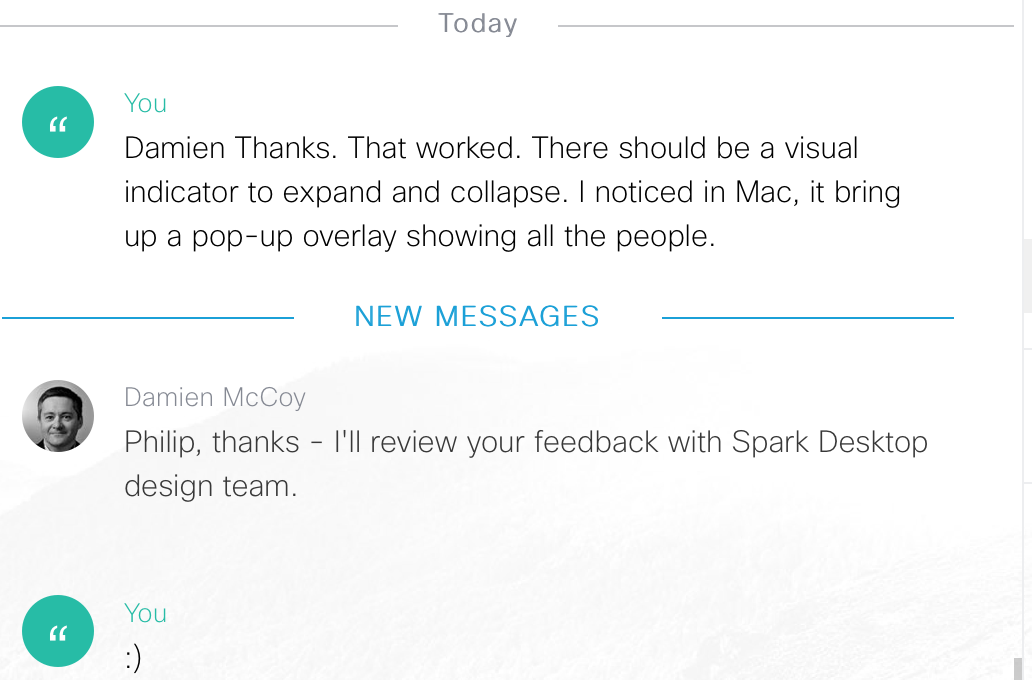 Today
You
Damien Thanks. That worked. There should be a visual
indicator to expand and collapse. I noticed in Mac, it bring
up a pop-up overlay showing all the people.
NEW MESSAGES
Damien McCoy
Philip, thanks - I'll review your feedback with Spark Desktop
design team.
You
:)